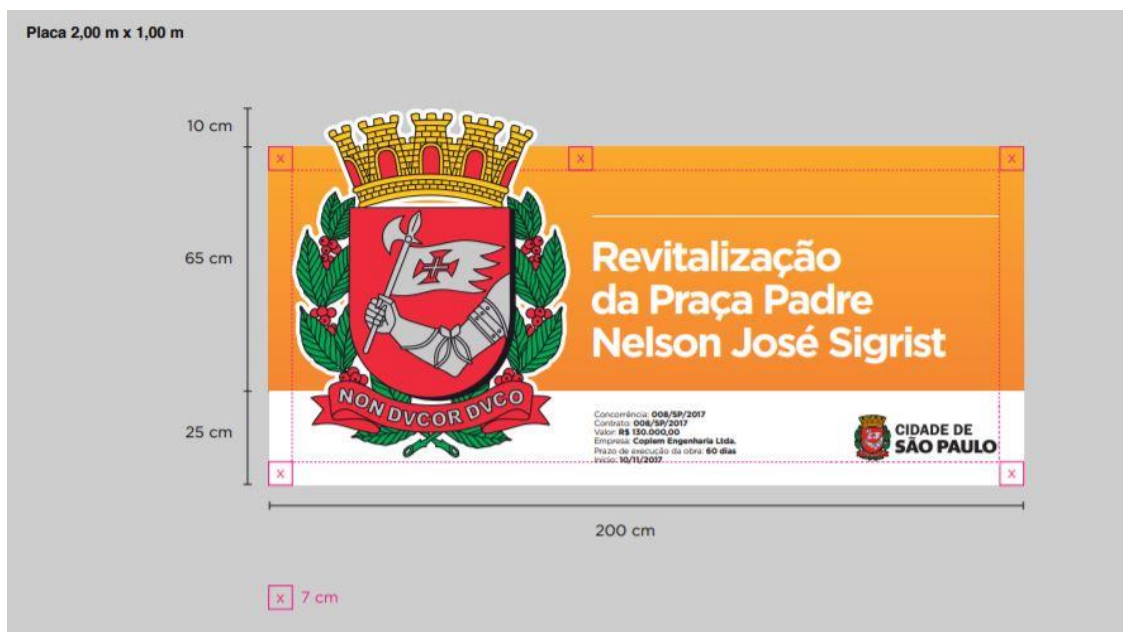 Placa 2,00 m x 1,00 m
10 cm
x
x
x
65 cm
Revitalização
da Praça Padre
Nelson José Sigrist
NON DVCOR DVCO
25 cm
Concorrência: 008/SP/2017
Contrato: 008/SP/2017
Valor: R$ 130.000,00
Empresa: Coplem Engenharia Ltda.
Prazo de execução da obra: 60 dias
Início: 10/11/2017
CIDADE DE
SÃO PAULO
x
x
200 cm
x 7 cm